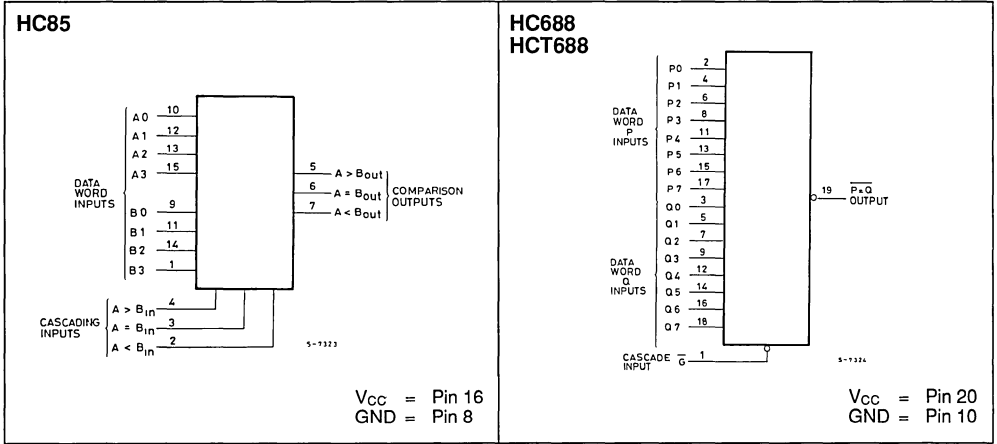 HC85
A0 10
A1 12
A2 13
A3 15
DATA
WORD
INPUTS
B0 9
B1 11
B2 14
B3 1
5 A > Bout
6 A = Bout
7 A < Bout
COMPARISON
OUTPUTS
CASCADING
INPUTS
A > Bin 4
A = Bin 3
A < Bin 2
S-7323
VCC = Pin 16
GND = Pin 8
HC688
HCT688
DATA
WORD
P
INPUTS
P0 2
P1 4
P2 6
P3 8
P4 11
P5 13
P6 15
P7 17
DATA
WORD
Q
INPUTS
Q0 3
Q1 5
Q2 7
Q3 9
Q4 12
Q5 14
Q6 16
Q7 18
19 P=Q
OUTPUT
CASCADE
INPUT
G 1
S-7324
VCC = Pin 20
GND = Pin 10